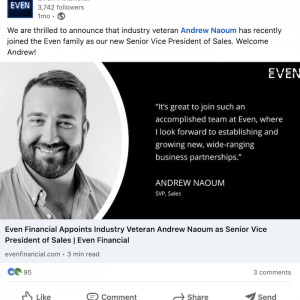 EVEN
Even Financial
3,742 followers
1mo •
We are thrilled to announce that industry veteran Andrew Naoum has recently
joined the Even family as our new Senior Vice President of Sales. Welcome
Andrew!
EVEN
"It's great to join such an
accomplished team at Even, where
I look forward to establishing and
growing new, wide-ranging
business partnerships."
ANDREW NAOUM
SVP, Sales
Even Financial Appoints Industry Veteran Andrew Naoum as Senior Vice
President of Sales | Even Financial
evenfinancial.com • 3 min read
95
3 comments
Like
Comment
Share
Send